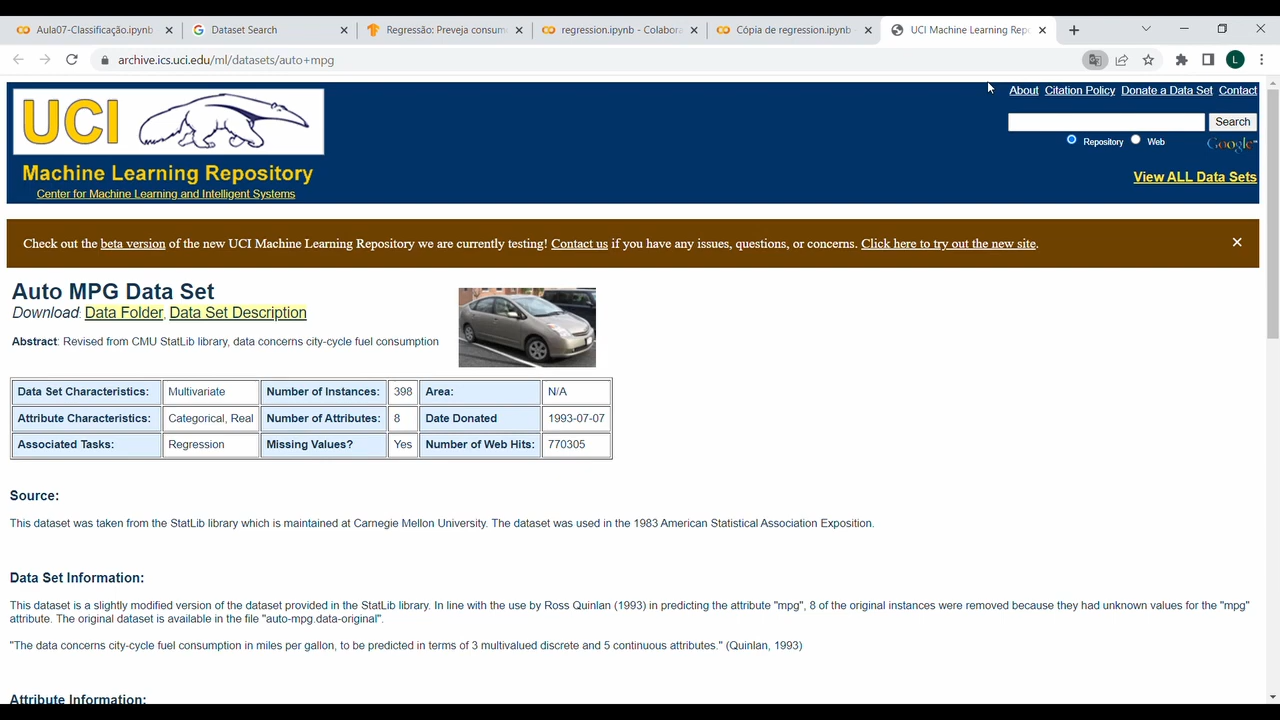 Aula07-Classificação.ipynb
Dataset Search
Regressão: Preveja consum
regression.ipynb - Colabora
Cópia de regression.ipynb
UCI Machine Learning Rep
archive.ics.uci.edu/ml/datasets/auto+mpg
L
UCI
About Citation Policy Donate a Data Set Contact
Search
Repository Web
Google™
Machine Learning Repository
View ALL Data Sets
Center for Machine Learning and Intelligent Systems
Check out the beta version of the new UCI Machine Learning Repository we are currently testing! Contact us if you have any issues, questions, or concerns. Click here to try out the new site.
Auto MPG Data Set
Download: Data Folder, Data Set Description
Abstract: Revised from CMU StatLib library, data concerns city-cycle fuel consumption
Data Set Characteristics: Multivariate Number of Instances: 398 Area: N/A
Attribute Characteristics: Categorical, Real Number of Attributes: 8 Date Donated 1993-07-07
Associated Tasks: Regression Missing Values? Yes Number of Web Hits: 770305
Source:
This dataset was taken from the StatLib library which is maintained at Carnegie Mellon University. The dataset was used in the 1983 American Statistical Association Exposition.
Data Set Information:
This dataset is a slightly modified version of the dataset provided in the StatLib library. In line with the use by Ross Quinlan (1993) in predicting the attribute "mpg", 8 of the original instances were removed because they had unknown values for the "mpg"
attribute. The original dataset is available in the file "auto-mpg.data-original".
"The data concerns city-cycle fuel consumption in miles per gallon, to be predicted in terms of 3 multivalued discrete and 5 continuous attributes." (Quinlan, 1993)
Attribute Information: